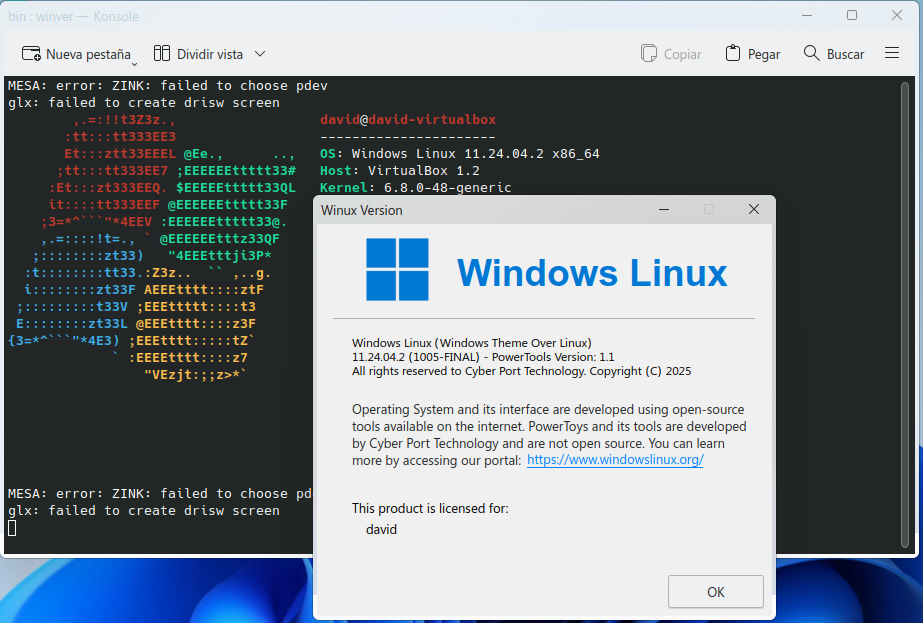 bin : winver — Konsole
Nueva pestaña
Dividir vista
Copiar
Pegar
Buscar
MESA: error: ZINK: failed to choose pdev
glx: failed to create drisw screen
,.=:!!t3Z3z., david@david-virtualbox
:tt:::tt333EE3 ----------------------
Et:::ztt33EEEL @Ee., .., OS: Windows Linux 11.24.04.2 x86_64
;tt:::tt333EE7 ;EEEEEEttttt33# Host: VirtualBox 1.2
:Et:::zt333EEQ. $EEEEEttttt33QL Kernel: 6.8.0-48-generic
it::::tt333EEF @EEEEEEttttt33F
;3=*^```"*4EEV :EEEEEEttttt33@.
,.=::::!t=., ` @EEEEEEtttz33QF
;::::::::zt33) "4EEEtttji3P*
:t::::::::tt33.:Z3z.. `` ,..g.
i::::::::zt33F AEEEtttt::::ztF
;:::::::::t33V ;EEEttttt::::t3
E::::::::zt33L @EEEtttt::::z3F
{3=*^```"*4E3) ;EEEtttt:::::tZ`
` :EEEEtttt::::z7
"VEzjt:;;z>*`
MESA: error: ZINK: failed to choose pd
glx: failed to create drisw screen
Winux Version
Windows Linux
Windows Linux (Windows Theme Over Linux)
11.24.04.2 (1005-FINAL) - PowerTools Version: 1.1
All rights reserved to Cyber Port Technology. Copyright (C) 2025
Operating System and its interface are developed using open-source
tools available on the internet. PowerToys and its tools are developed
by Cyber Port Technology and are not open source. You can learn
more by accessing our portal: https://www.windowslinux.org/
This product is licensed for:
david
OK